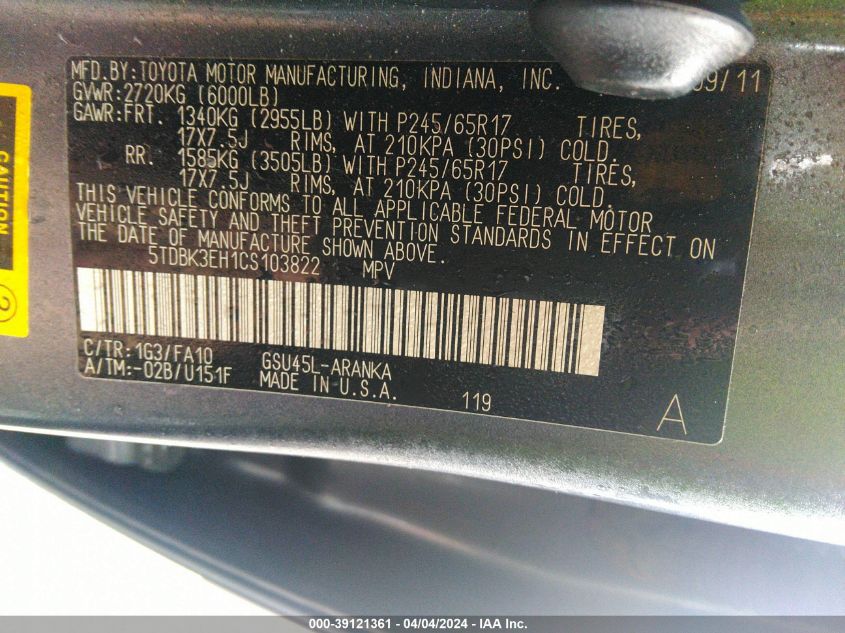 MFD.BY:TOYOTA MOTOR MANUFACTURING, INDIANA, INC. 09/11
GVWR:2720KG (6000LB)
GAWR:FRT. 1340KG (2955LB) WITH P245/65R17 TIRES,
17X7.5J RIMS, AT 210KPA (30PSI) COLD.
RR. 1585KG (3505LB) WITH P245/65R17 TIRES,
17X7.5J RIMS, AT 210KPA (30PSI) COLD.
THIS VEHICLE CONFORMS TO ALL APPLICABLE FEDERAL MOTOR
VEHICLE SAFETY AND THEFT PREVENTION STANDARDS IN EFFECT ON
THE DATE OF MANUFACTURE SHOWN ABOVE.
5TDBK3EH1CS103822 MPV
C/TR:1G3/FA10 GSU45L-ARANKA
A/TM:-02B/U151F MADE IN U.S.A.
119 A
CAUTION
2
000-39121361 - 04/04/2024 - IAA Inc.